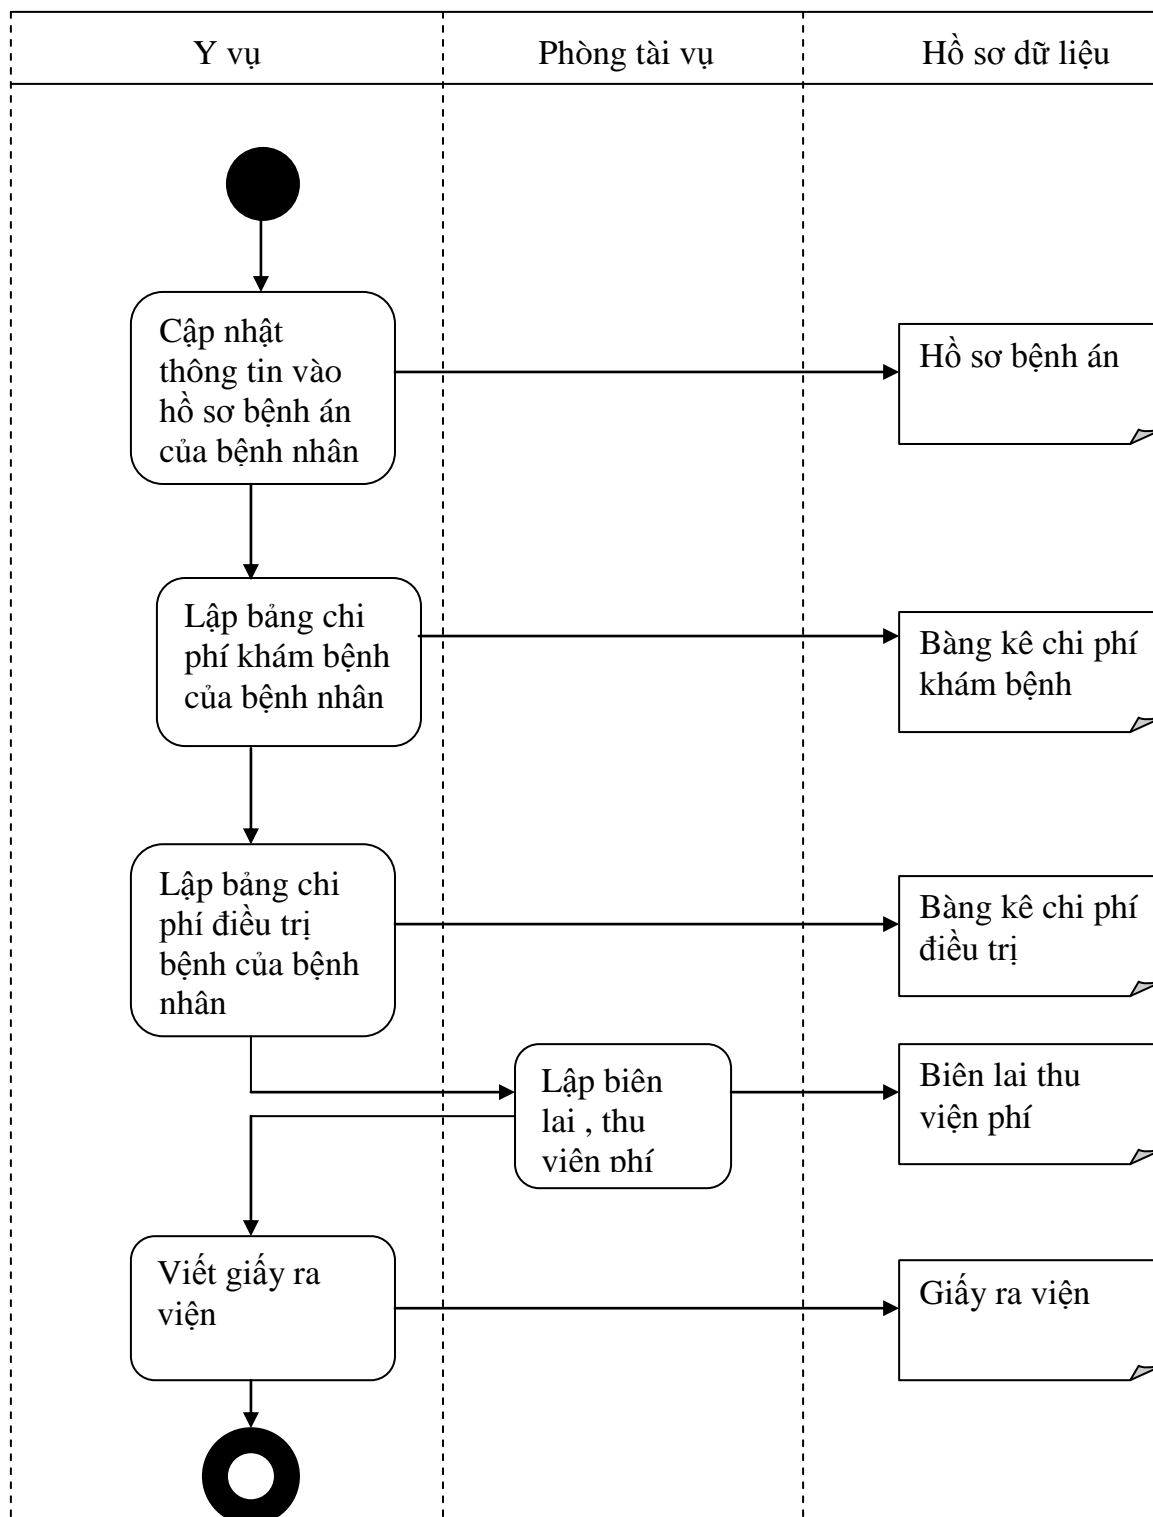 Y vụ
Phòng tài vụ
Hồ sơ dữ liệu
Cập nhật
thông tin vào
hồ sơ bệnh án
của bệnh nhân
Hồ sơ bệnh án
Lập bảng chi
phí khám bệnh
của bệnh nhân
Bàng kê chi phí
khám bệnh
Lập bảng chi
phí điều trị
bệnh của bệnh
nhân
Bàng kê chi phí
điều trị
Lập biên
lai , thu
viện phí
Biên lai thu
viện phí
Viết giấy ra
viện
Giấy ra viện